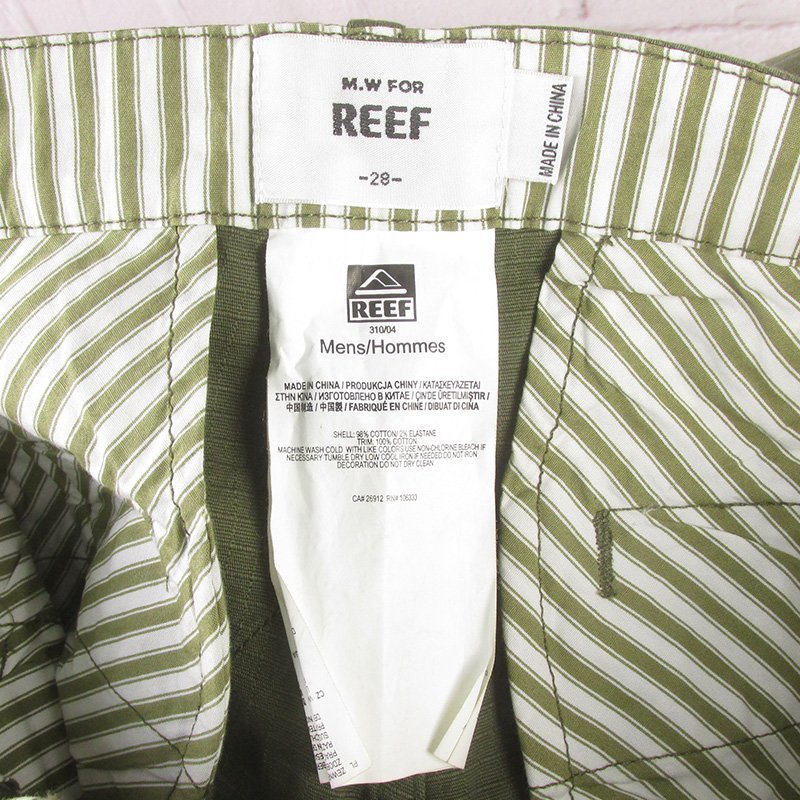 M.W FOR
REEF
-28-
MADE IN CHINA
REEF
310/04
Mens/Hommes
MADE IN CHINA / PRODUKCJA CHINY / ΚΑΤΑΣΚΕΥΑΖΕΤΑΙ
ΣΤΗΝ ΚΙΝΑ / ИЗГОТОВЛЕНО В КИТАЕ / ÇIN'DE ÜRETILMIŞTIR /
中国制造 / 中国製 / FABRIQUÉ EN CHINE / DIBUAT DI CINA
SHELL: 98% COTTON/ 2% ELASTANE
TRIM: 100% COTTON
MACHINE WASH COLD WITH LIKE COLORS USE NON-CHLORINE BLEACH IF
NECESSARY TUMBLE DRY LOW COOL IRON IF NEEDED DO NOT IRON
DECORATION DO NOT DRY CLEAN
CA# 26912 RN# 106333